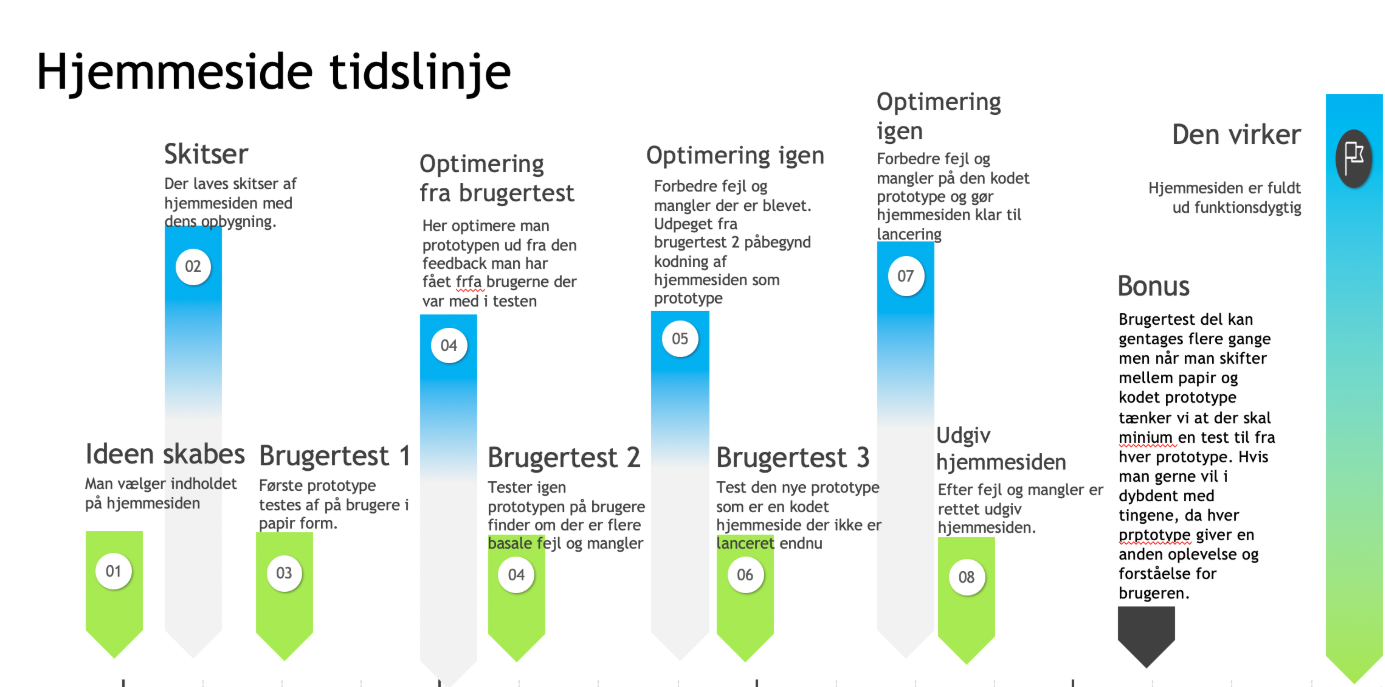 Hjemmeside tidslinje
Ideen skabes
Man vælger indholdet
på hjemmesiden
01
Skitser
Der laves skitser af
hjemmesiden med
dens opbygning.
02
Brugertest 1
Første prototype
testes af på brugere i
papir form.
03
Optimering
fra brugertest
Her optimere man
prototypen ud fra den
feedback man har
fået frfa brugerne der
var med i testen
04
Brugertest 2
Tester igen
prototypen på brugere
finder om der er flere
basale fejl og mangler
04
Optimering igen
Forbedre fejl og
mangler der er blevet.
Udpeget fra
brugertest 2 påbegynd
kodning af
hjemmesiden som
prototype
05
Brugertest 3
Test den nye prototype
som er en kodet
hjemmeside der ikke er
lanceret endnu
06
Optimering
igen
Forbedre fejl og
mangler på den kodet
prototype og gør
hjemmesiden klar til
lancering
07
Udgiv
hjemmesiden
Efter fejl og mangler er
rettet udgiv
hjemmesiden.
08
Den virker
Hjemmesiden er fuldt
ud funktionsdygtig
Bonus
Brugertest del kan
gentages flere gange
men når man skifter
mellem papir og
kodet prototype
tænker vi at der skal
minium en test til fra
hver prototype. Hvis
man gerne vil i
dybdent med
tingene, da hver
prptotype giver en
anden oplevelse og
forståelse for
brugeren.